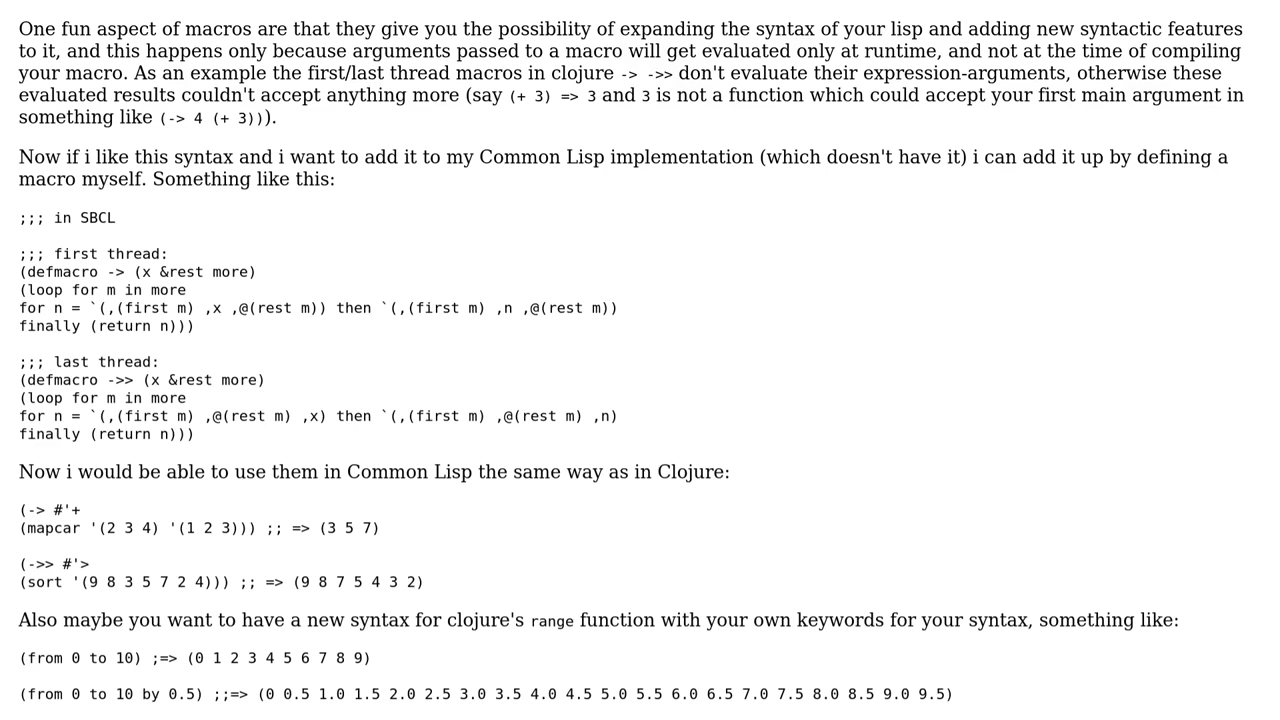 One fun aspect of macros are that they give you the possibility of expanding the syntax of your lisp and adding new syntactic features
to it, and this happens only because arguments passed to a macro will get evaluated only at runtime, and not at the time of compiling
your macro. As an example the first/last thread macros in clojure -> ->> don't evaluate their expression-arguments, otherwise these
evaluated results couldn't accept anything more (say (+ 3) => 3 and 3 is not a function which could accept your first main argument in
something like (-> 4 (+ 3))).
Now if i like this syntax and i want to add it to my Common Lisp implementation (which doesn't have it) i can add it up by defining a
macro myself. Something like this:
;;; in SBCL
;;; first thread:
(defmacro -> (x &rest more)
(loop for m in more
for n = `(,(first m) ,x ,@(rest m)) then `(,(first m) ,n ,@(rest m))
finally (return n)))
;;; last thread:
(defmacro ->> (x &rest more)
(loop for m in more
for n = `(,(first m) ,@(rest m) ,x) then `(,(first m) ,@(rest m) ,n)
finally (return n)))
Now i would be able to use them in Common Lisp the same way as in Clojure:
(-> #'+
(mapcar '(2 3 4) '(1 2 3))) ;; => (3 5 7)
(->> #'>
(sort '(9 8 3 5 7 2 4))) ;; => (9 8 7 5 4 3 2)
Also maybe you want to have a new syntax for clojure's range function with your own keywords for your syntax, something like:
(from 0 to 10) ;=> (0 1 2 3 4 5 6 7 8 9)
(from 0 to 10 by 0.5) ;;=> (0 0.5 1.0 1.5 2.0 2.5 3.0 3.5 4.0 4.5 5.0 5.5 6.0 6.5 7.0 7.5 8.0 8.5 9.0 9.5)